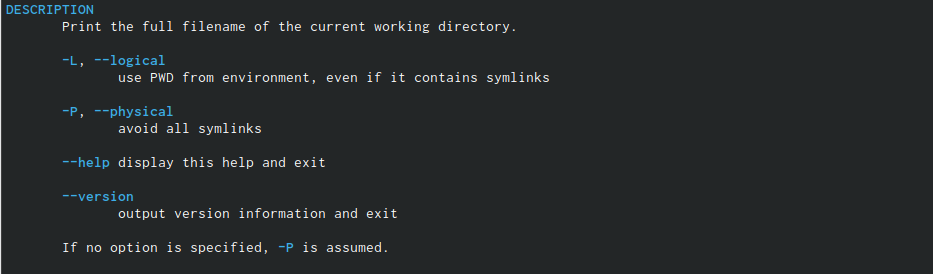 DESCRIPTION
Print the full filename of the current working directory.
-L, --logical
use PWD from environment, even if it contains symlinks
-P, --physical
avoid all symlinks
--help display this help and exit
--version
output version information and exit
If no option is specified, -P is assumed.